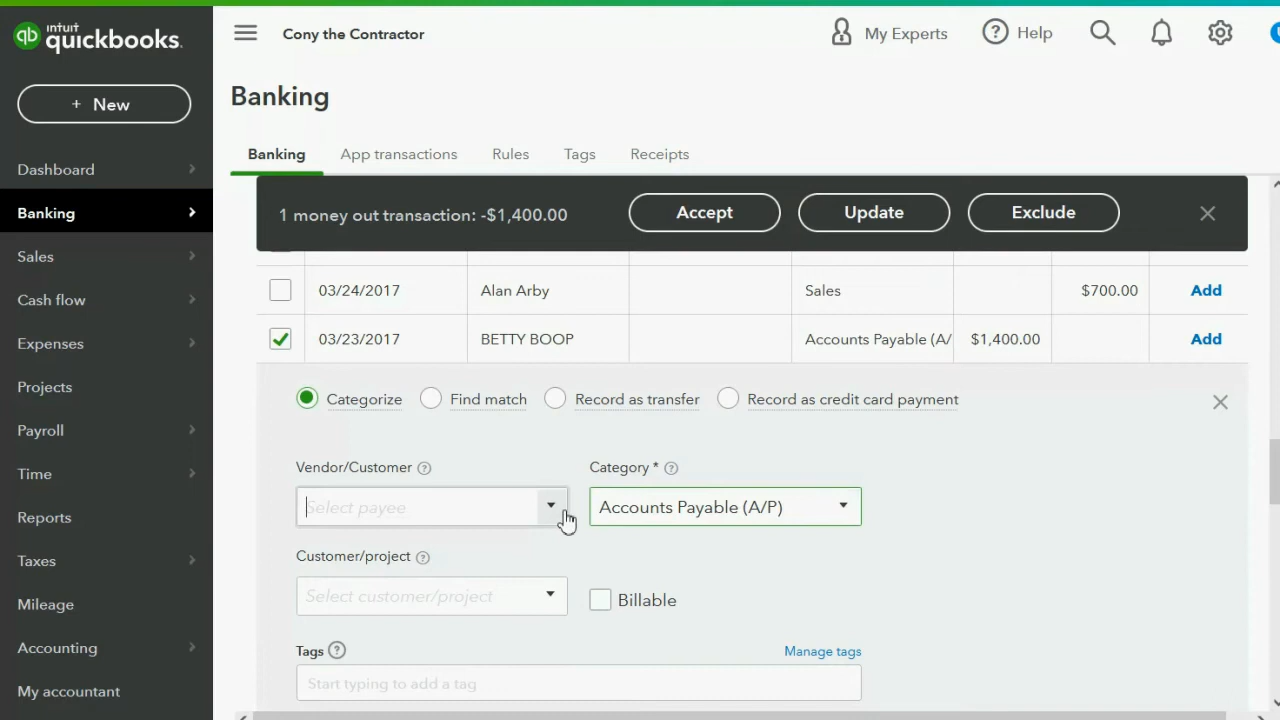 intuit
quickbooks.
Cony the Contractor
My Experts
Help
+ New
Banking
Dashboard
Banking
Sales
Cash flow
Expenses
Projects
Payroll
Time
Reports
Taxes
Mileage
Accounting
My accountant
Banking
App transactions
Rules
Tags
Receipts
1 money out transaction: -$1,400.00
Accept
Update
Exclude
03/24/2017 Alan Arby Sales $700.00 Add
03/23/2017 BETTY BOOP Accounts Payable (A/ $1,400.00 Add
Categorize Find match Record as transfer Record as credit card payment
Vendor/Customer ? Category * ?
Select payee Accounts Payable (A/P)
Customer/project ?
Select customer/project Billable
Tags ? Manage tags
Start typing to add a tag